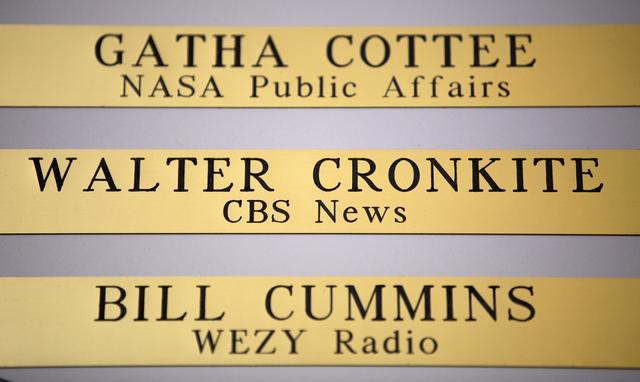 GATHA COTTEE
NASA Public Affairs
WALTER CRONKITE
CBS News
BILL CUMMINS
WEZY Radio